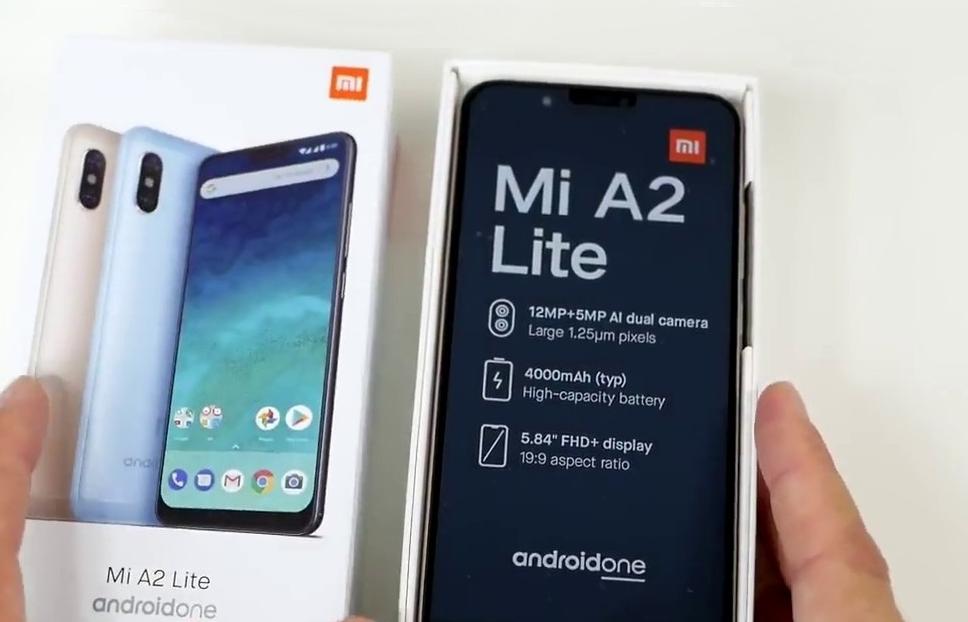 mi
andro
Mi A2 Lite
androidone
mi
Mi A2
Lite
12MP+5MP AI dual camera
Large 1.25µm pixels
4000mAh (typ)
High-capacity battery
5.84" FHD+ display
19:9 aspect ratio
androidone